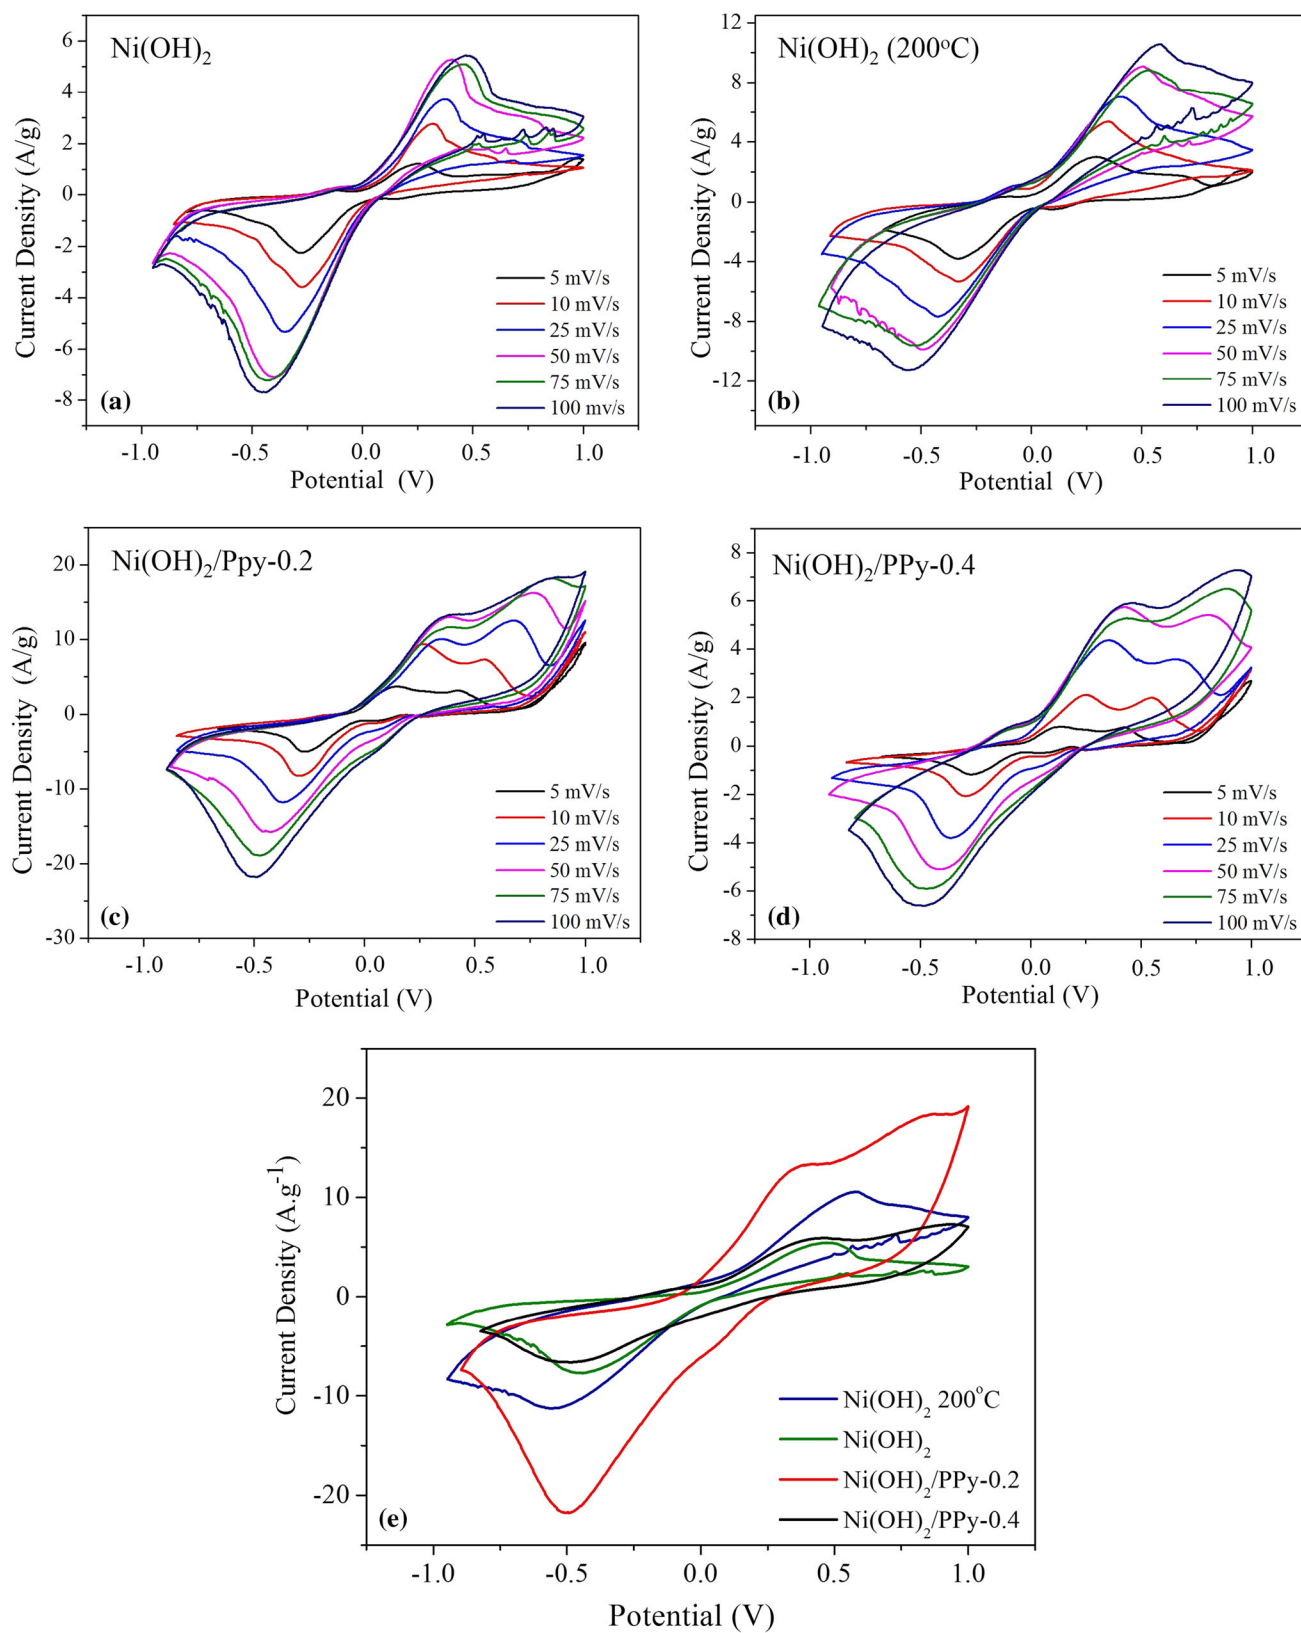 Ni(OH)2
6
4
2
0
-2
-4
-6
-8
Current Density (A/g)
5 mV/s
10 mV/s
25 mV/s
50 mV/s
75 mV/s
100 mv/s
(a)
-1.0 -0.5 0.0 0.5 1.0
Potential (V)
Ni(OH)2 (200oC)
12
8
4
0
-4
-8
-12
Current Density (A/g)
5 mV/s
10 mV/s
25 mV/s
50 mV/s
75 mV/s
100 mV/s
(b)
-1.0 -0.5 0.0 0.5 1.0
Potential (V)
Ni(OH)2/Ppy-0.2
20
10
0
-10
-20
-30
Current Density (A/g)
5 mV/s
10 mV/s
25 mV/s
50 mV/s
75 mV/s
100 mV/s
(c)
-1.0 -0.5 0.0 0.5 1.0
Potential (V)
Ni(OH)2/PPy-0.4
8
6
4
2
0
-2
-4
-6
-8
Current Density (A/g)
5 mV/s
10 mV/s
25 mV/s
50 mV/s
75 mV/s
100 mV/s
(d)
-1.0 -0.5 0.0 0.5 1.0
Potential (V)
20
10
0
-10
-20
Current Density (A.g-1)
Ni(OH)2 200oC
Ni(OH)2
Ni(OH)2/PPy-0.2
Ni(OH)2/PPy-0.4
(e)
-1.0 -0.5 0.0 0.5 1.0
Potential (V)